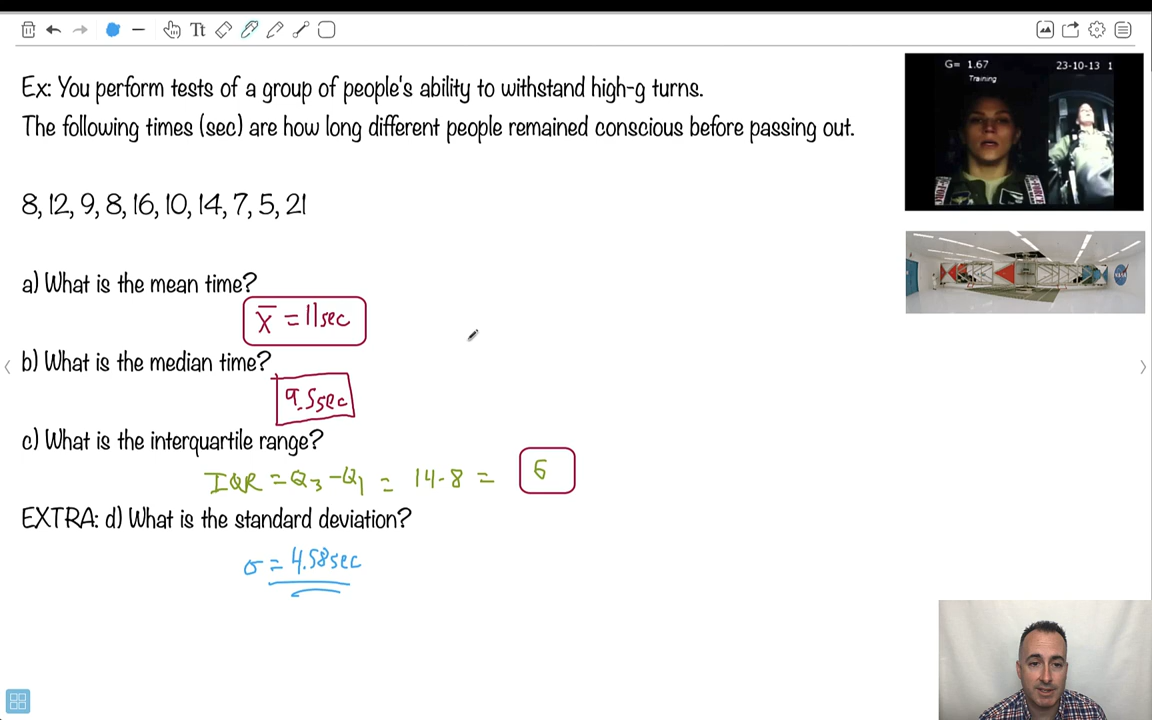 Tt
G= 1.67
23-10-13 1
Training
Ex: You perform tests of a group of people's ability to withstand high-g turns.
The following times (sec) are how long different people remained conscious before passing out.
8, 12, 9, 8, 16, 10, 14, 7, 5, 21
NASA
a) What is the mean time?
x̄ = 11sec
b) What is the median time?
9.5sec
c) What is the interquartile range?
IQR = Q₃ - Q₁ = 14-8 = 6
EXTRA: d) What is the standard deviation?
σ = 4.58sec